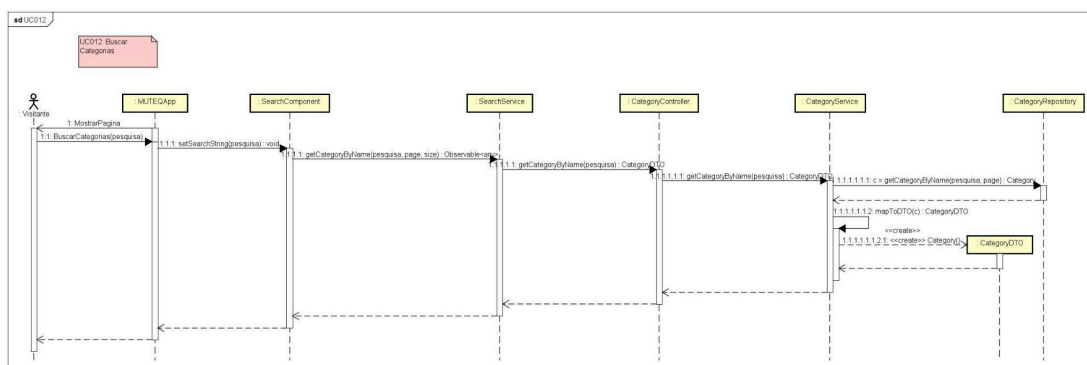 sd UC012
UC012: Buscar
Categorias
: Visitante
: MUTEQApp
: SearchComponent
: SearchService
: CategoryController
: CategoryService
: CategoryRepository
1: MostrarPagina
1.1: BuscarCategorias(pesquisa)
1.1.1: setSearchString(pesquisa) : void
1.1.1.1: getCategoryByName(pesquisa, page, size) : Observable<any>
1.1.1.1.1: getCategoryByName(pesquisa) : CategoryDTO
1.1.1.1.1.1: getCategoryByName(pesquisa) : CategoryDTO
1.1.1.1.1.1.1: c = getCategoryByName(pesquisa, page) : Category
1.1.1.1.1.1.2: mapToDTO(c) : CategoryDTO
<<create>>
1.1.1.1.1.1.2.1: <<create>> Category()
: CategoryDTO